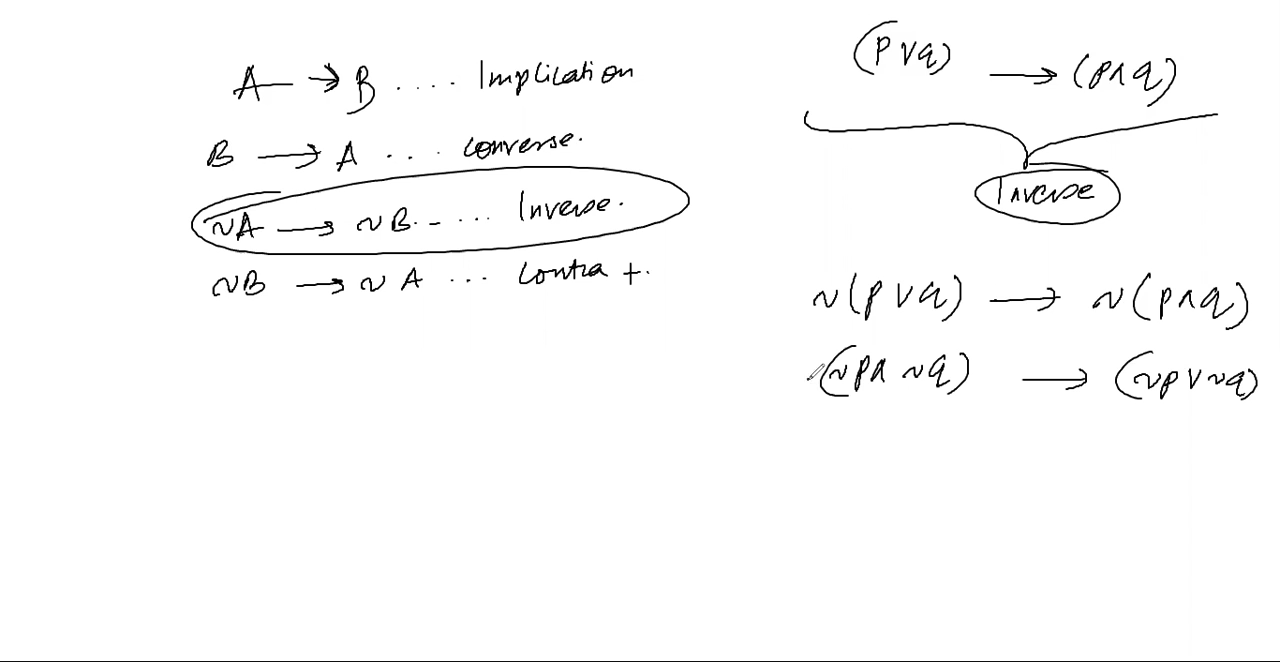 A → B .... Implication
B → A ... converse.
~A → ~B. - ... Inverse.
~B → ~A ... Contra +.
(p ∨ q) → (p ∧ q)
Inverse
~(p ∨ q) → ~(p ∧ q)
(~p ∧ ~q) → (~p ∨ ~q)